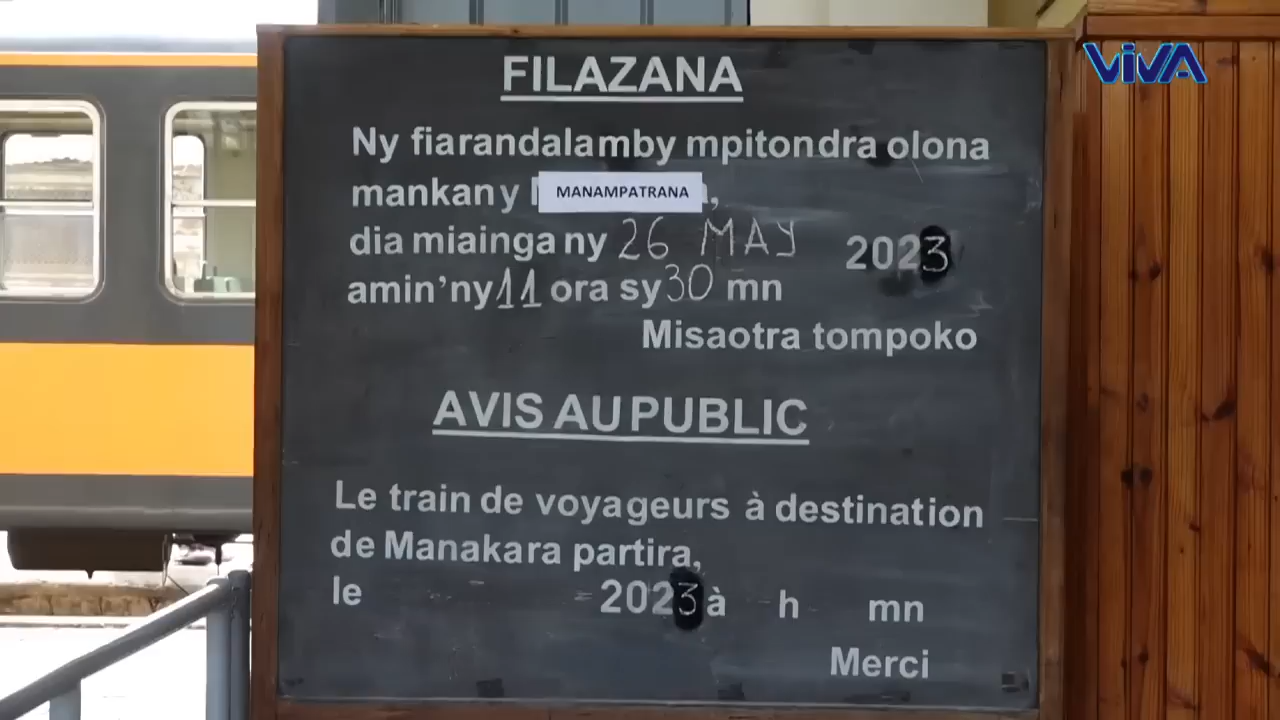 VIVA
FILAZANA
Ny fiarandalamby mpitondra olona
mankany MANAMPATRANA,
dia miainga ny 26 MAY 2023
amin'ny 11 ora sy 30 mn
Misaotra tompoko
AVIS AU PUBLIC
Le train de voyageurs à destination
de Manakara partira,
le 2023 à h mn
Merci